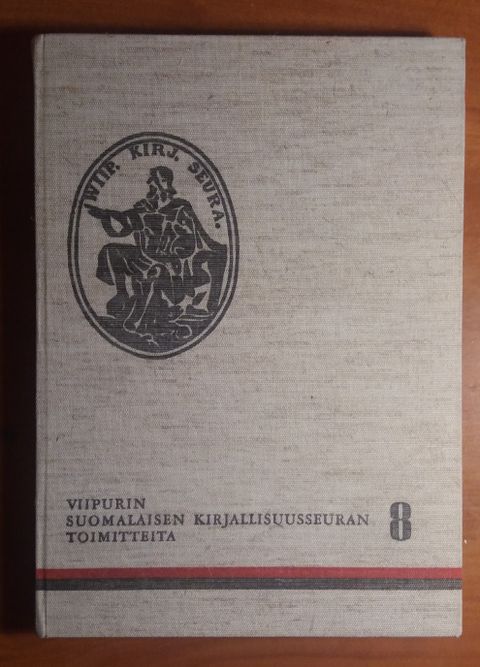 WIIP. KIRJ. SEURA.
VIIPURIN
SUOMALAISEN KIRJALLISUUSSEURAN
TOIMITTEITA
8